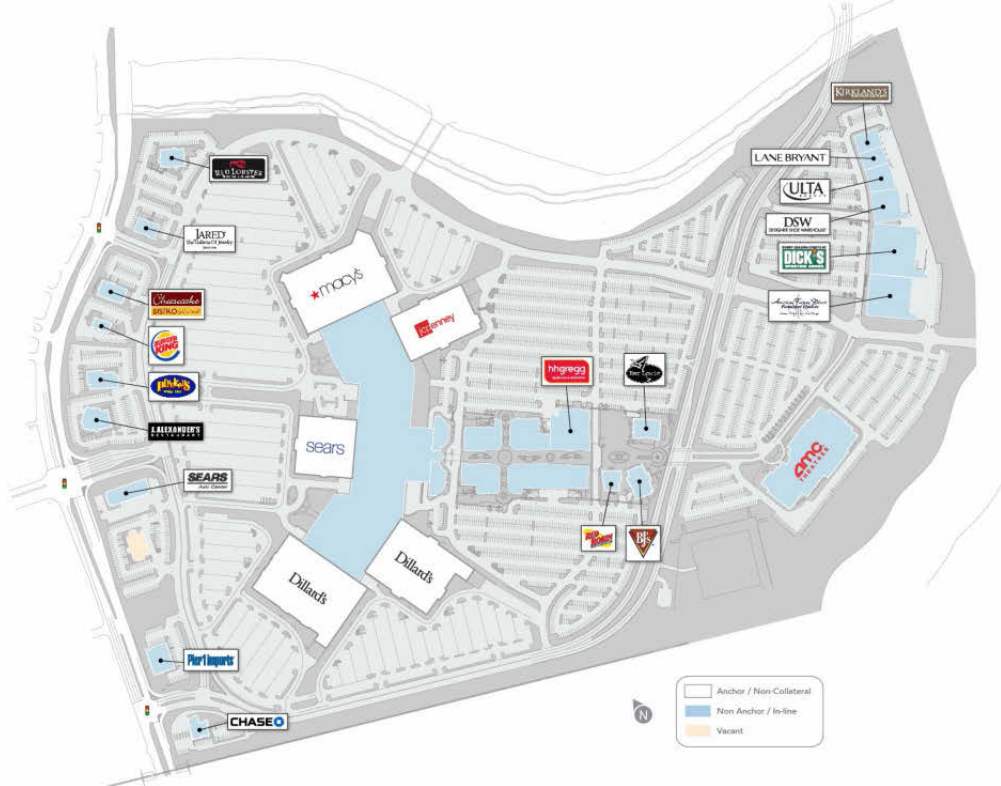 KIRKLAND'S
LANE BRYANT
RED LOBSTER
ULTA
DSW
DESIGNER SHOE WAREHOUSE
JARED
The Galleria Of Jewelry
DICK'S
SPORTING GOODS
★macy's
Cheesecake
BISTRO
jcpenney
BURGER
KING
hhgregg
J. ALEXANDER'S
RESTAURANT
sears
amc
THEATRES
SEARS
Auto Center
RED
ROBIN
BJ's
Dillard's
Dillard's
Pier 1 imports
Anchor / Non-Collateral
Non Anchor / In-line
Vacant
N
CHASE